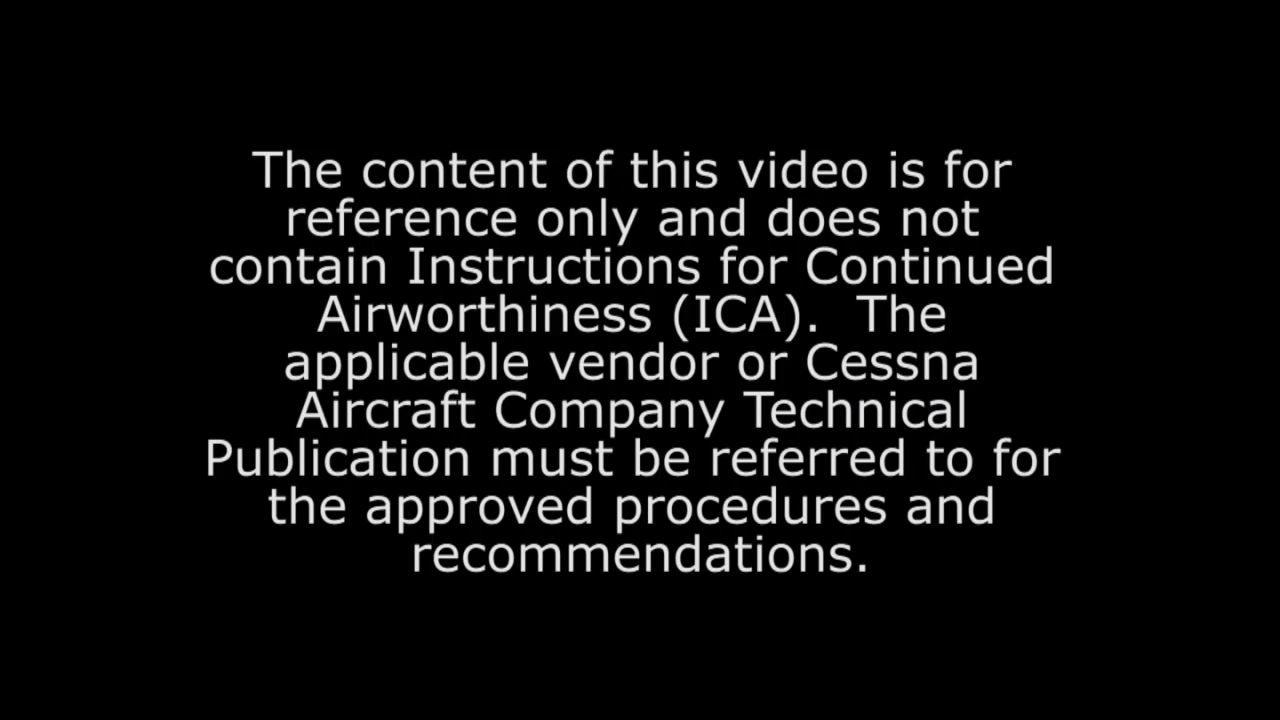 The content of this video is for
reference only and does not
contain Instructions for Continued
Airworthiness (ICA).  The
applicable vendor or Cessna
Aircraft Company Technical
Publication must be referred to for
the approved procedures and
recommendations.